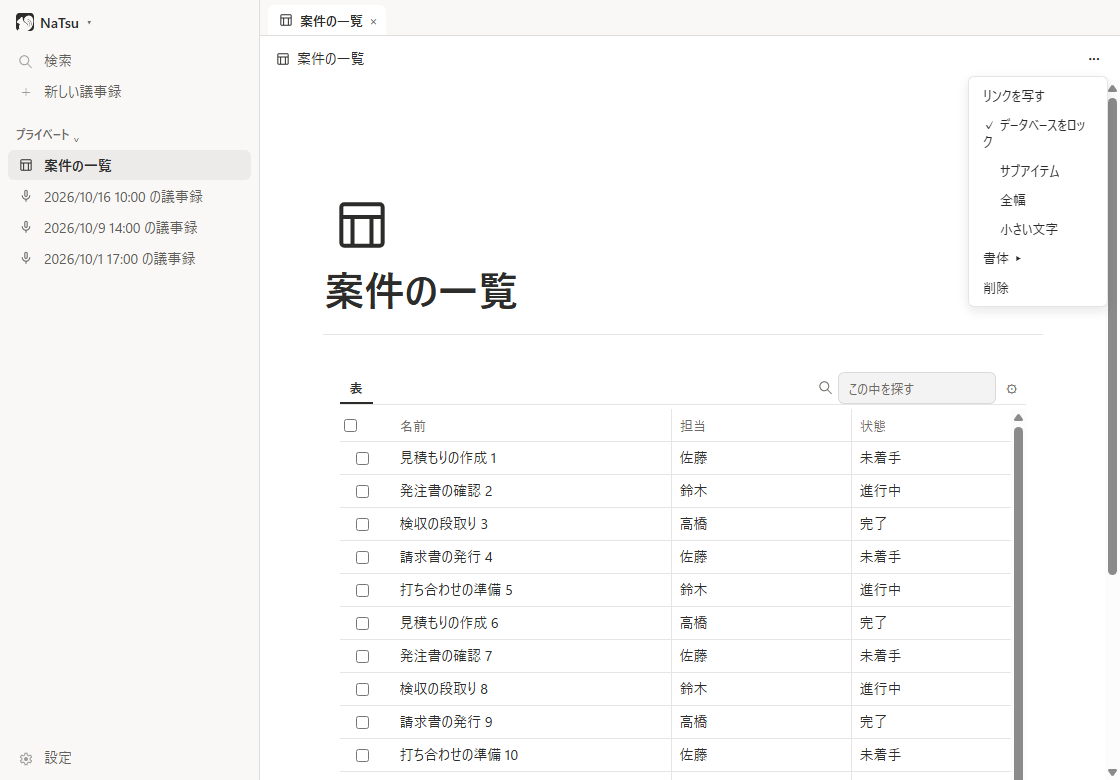 NaTsu
検索
新しい議事録
プライベート
案件の一覧
2026/10/16 10:00 の議事録
2026/10/9 14:00 の議事録
2026/10/1 17:00 の議事録
設定
案件の一覧 ×
案件の一覧
リンクを写す
✓ データベースをロッ
ク
サブアイテム
全幅
小さい文字
書体 ▸
削除
案件の一覧
表
この中を探す
名前 担当 状態
見積もりの作成 1 佐藤 未着手
発注書の確認 2 鈴木 進行中
検収の段取り 3 高橋 完了
請求書の発行 4 佐藤 未着手
打ち合わせの準備 5 鈴木 進行中
見積もりの作成 6 高橋 完了
発注書の確認 7 佐藤 未着手
検収の段取り 8 鈴木 進行中
請求書の発行 9 高橋 完了
打ち合わせの準備 10 佐藤 未着手